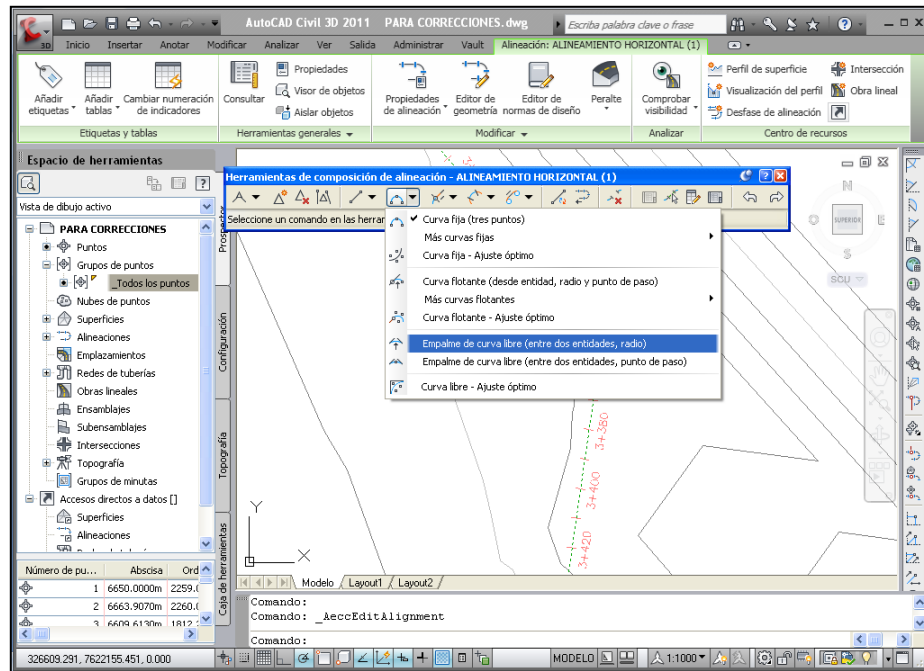 AutoCAD Civil 3D 2011 PARA CORRECCIONES.dwg Escriba palabra clave o frase
3D Inicio Insertar Anotar Modificar Analizar Ver Salida Administrar Vault Alineación: ALINEAMIENTO HORIZONTAL (1)
Añadir etiquetas
Añadir tablas
Cambiar numeración de indicadores
Etiquetas y tablas
Consultar
Propiedades
Visor de objetos
Aislar objetos
Herramientas generales
Propiedades de alineación
Editor de geometría
Editor de normas de diseño
Peralte
Modificar
Comprobar visibilidad
Analizar
Perfil de superficie
Visualización del perfil
Desfase de alineación
Intersección
Obra lineal
Centro de recursos
Espacio de herramientas
Vista de dibujo activo
PARA CORRECCIONES
Puntos
Grupos de puntos
_Todos los puntos
Nubes de puntos
Superficies
Alineaciones
Emplazamientos
Redes de tuberías
Obras lineales
Ensamblajes
Subensamblajes
Intersecciones
Topografía
Grupos de minutas
Accesos directos a datos []
Superficies
Alineaciones
Número de pu... Abscisa Ord
1 6650.0000m 2259.
2 6663.9070m 2260.
3 6609.6130m 1812.
Configuración
Topografía
Caja de herramientas
Herramientas de composición de alineación - ALINEAMIENTO HORIZONTAL (1)
Seleccione un comando en las herrar
Curva fija (tres puntos)
Más curvas fijas
Curva fija - Ajuste óptimo
Curva flotante (desde entidad, radio y punto de paso)
Más curvas flotantes
Curva flotante - Ajuste óptimo
Empalme de curva libre (entre dos entidades, radio)
Empalme de curva libre (entre dos entidades, punto de paso)
Curva libre - Ajuste óptimo
N
SUPERIOR
E
S
SCU
3+380
3+400
3+420
Y
X
Modelo Layout1 Layout2
Comando:
Comando: _AeccEditAlignment
Comando:
326609.291, 7622155.451, 0.000 MODELO 1:1000